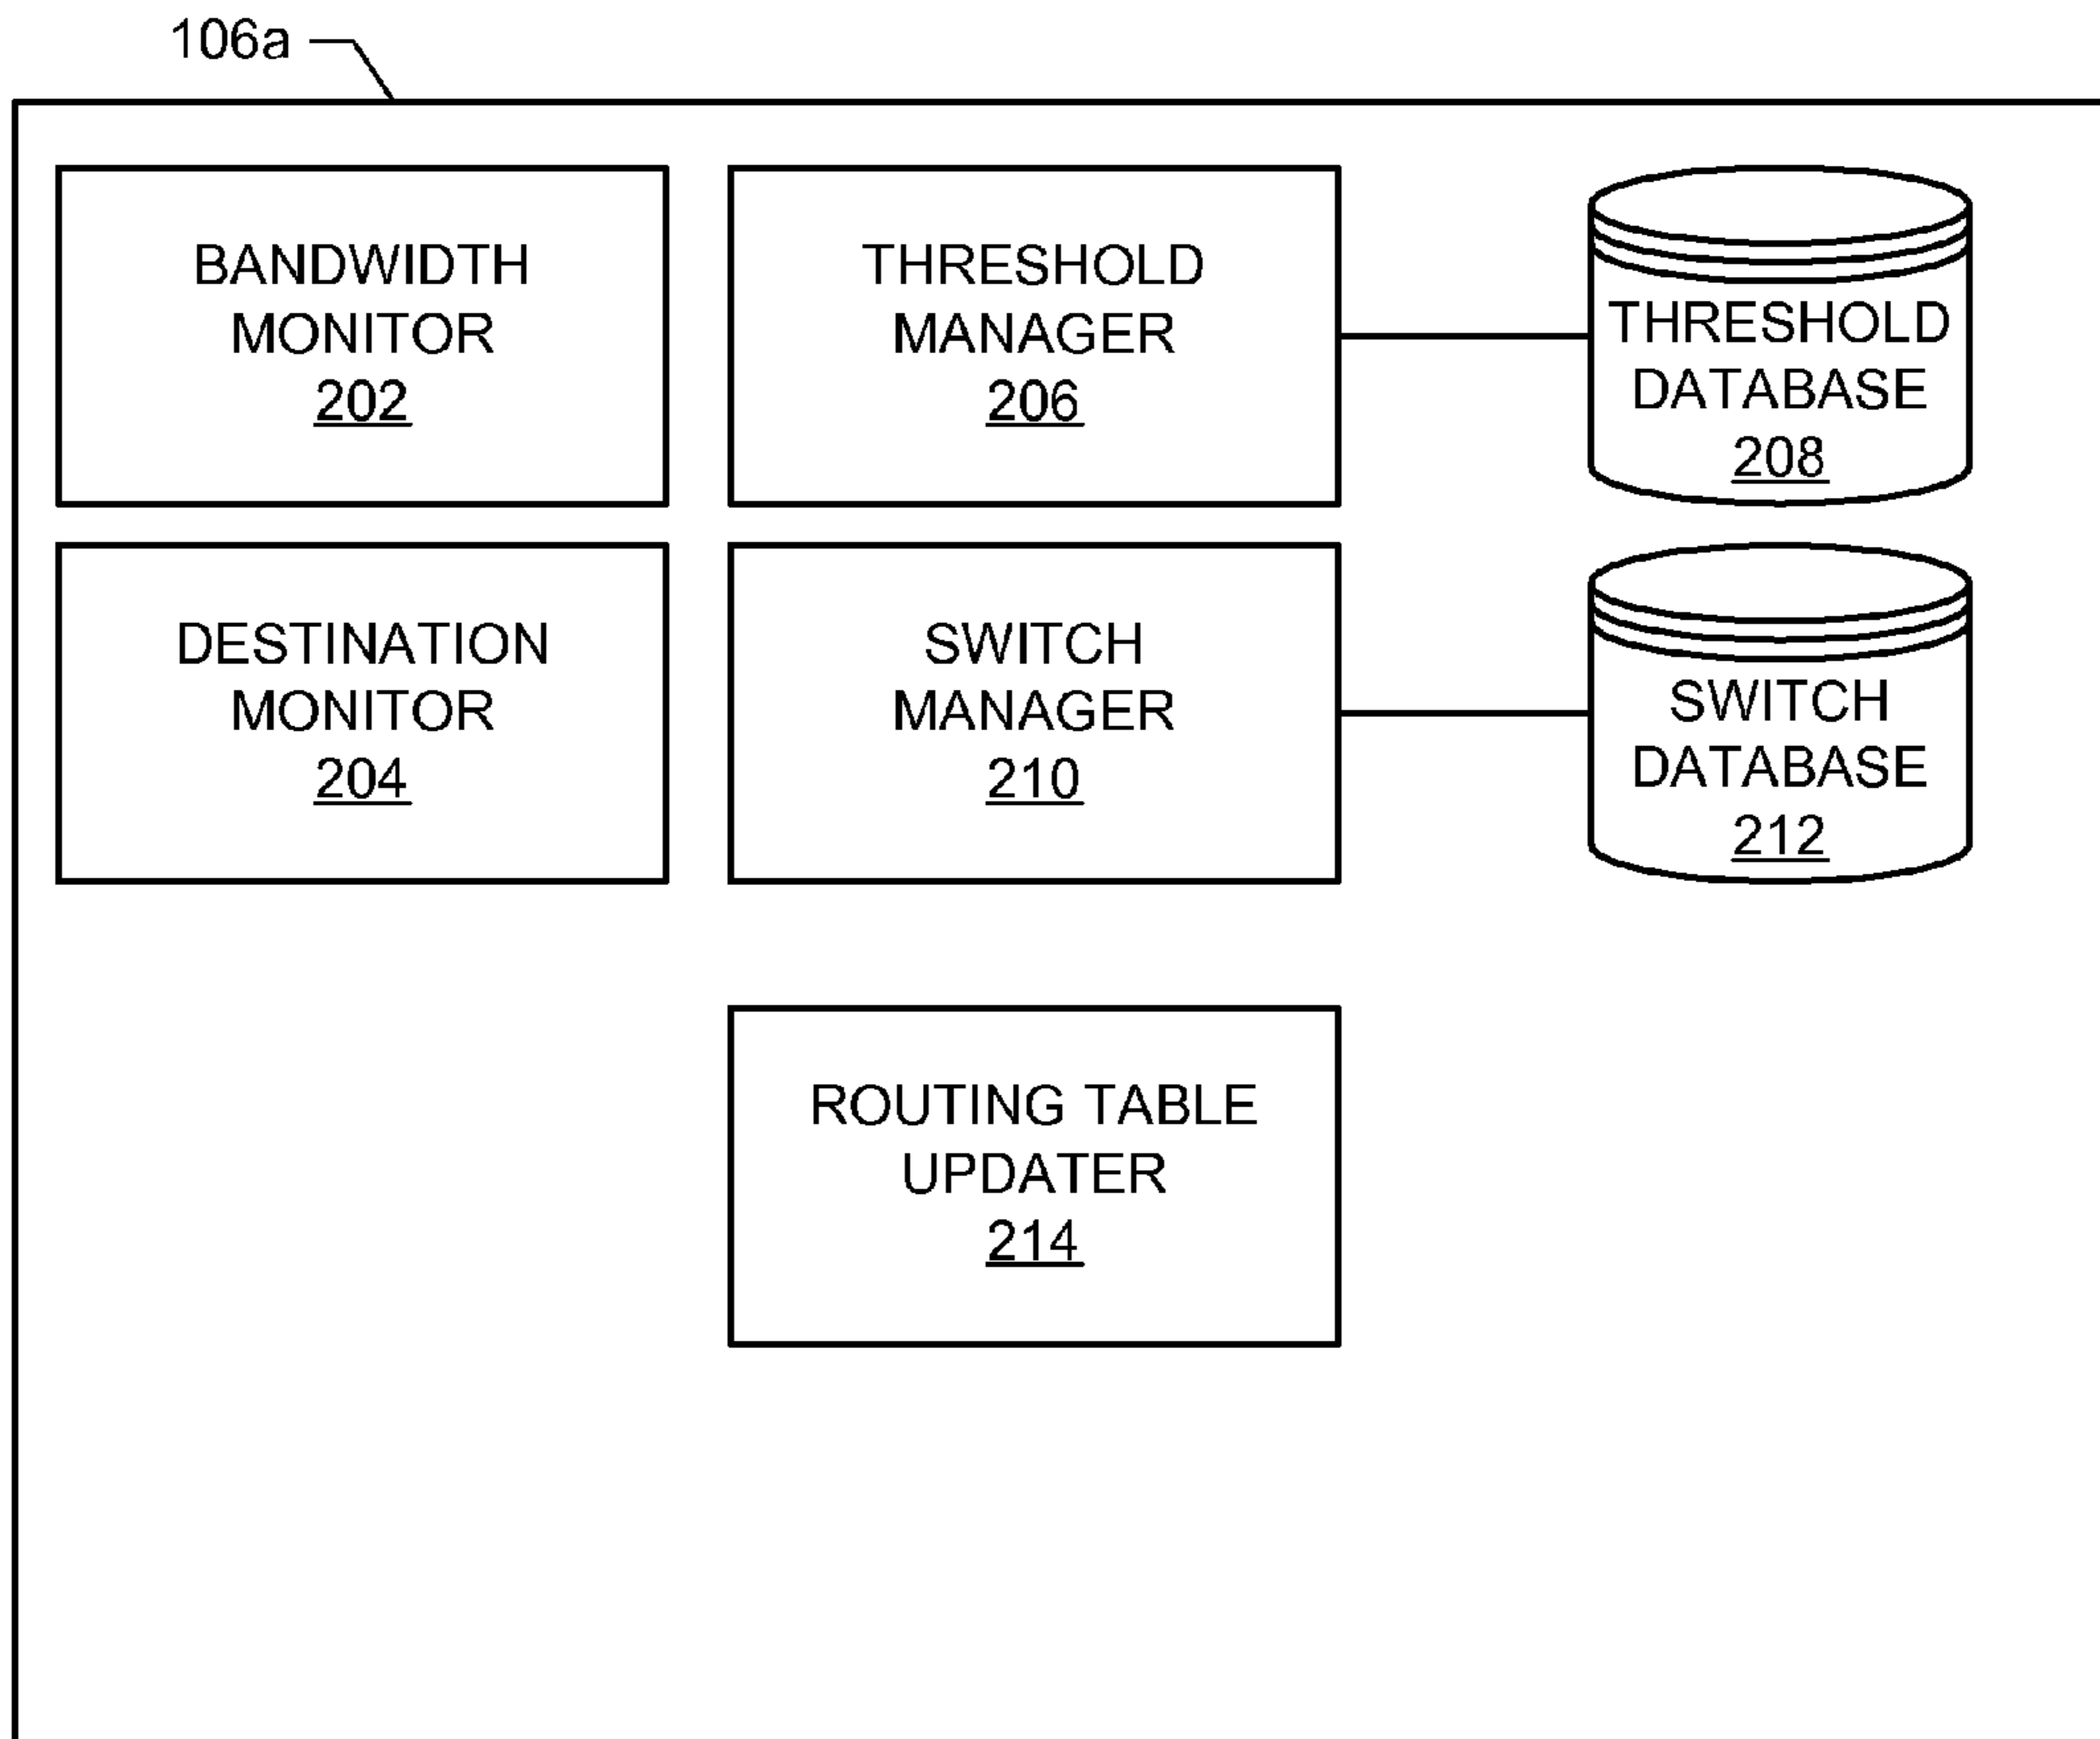 106a
BANDWIDTH
MONITOR
202
THRESHOLD
MANAGER
206
THRESHOLD
DATABASE
208
DESTINATION
MONITOR
204
SWITCH
MANAGER
210
SWITCH
DATABASE
212
ROUTING TABLE
UPDATER
214